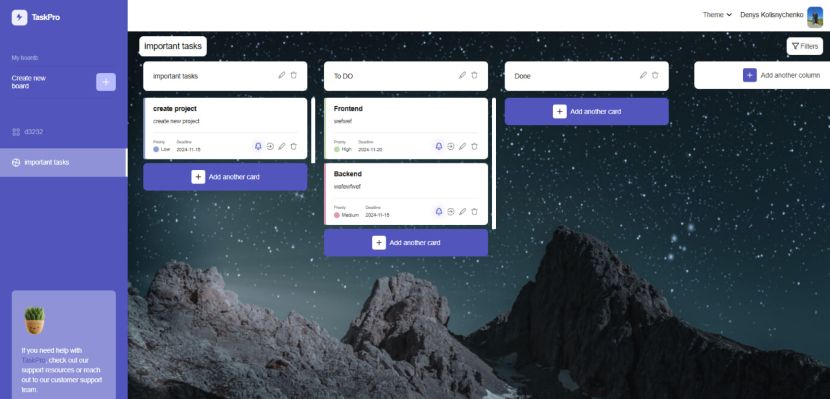 TaskPro
Theme
Denys Kolisnychenko
My boards
Create new
board
d3232
important tasks
If you need help with
TaskPro, check out our
support resources or reach
out to our customer support
team.
Important tasks
Filters
important tasks
To DO
Done
Add another column
create project
create new project
Priority
Deadline
Low
2024-11-15
Add another card
Frontend
wefwef
Priority
Deadline
High
2024-11-20
Backend
wefewfwef
Priority
Deadline
Medium
2024-11-15
Add another card
Add another card